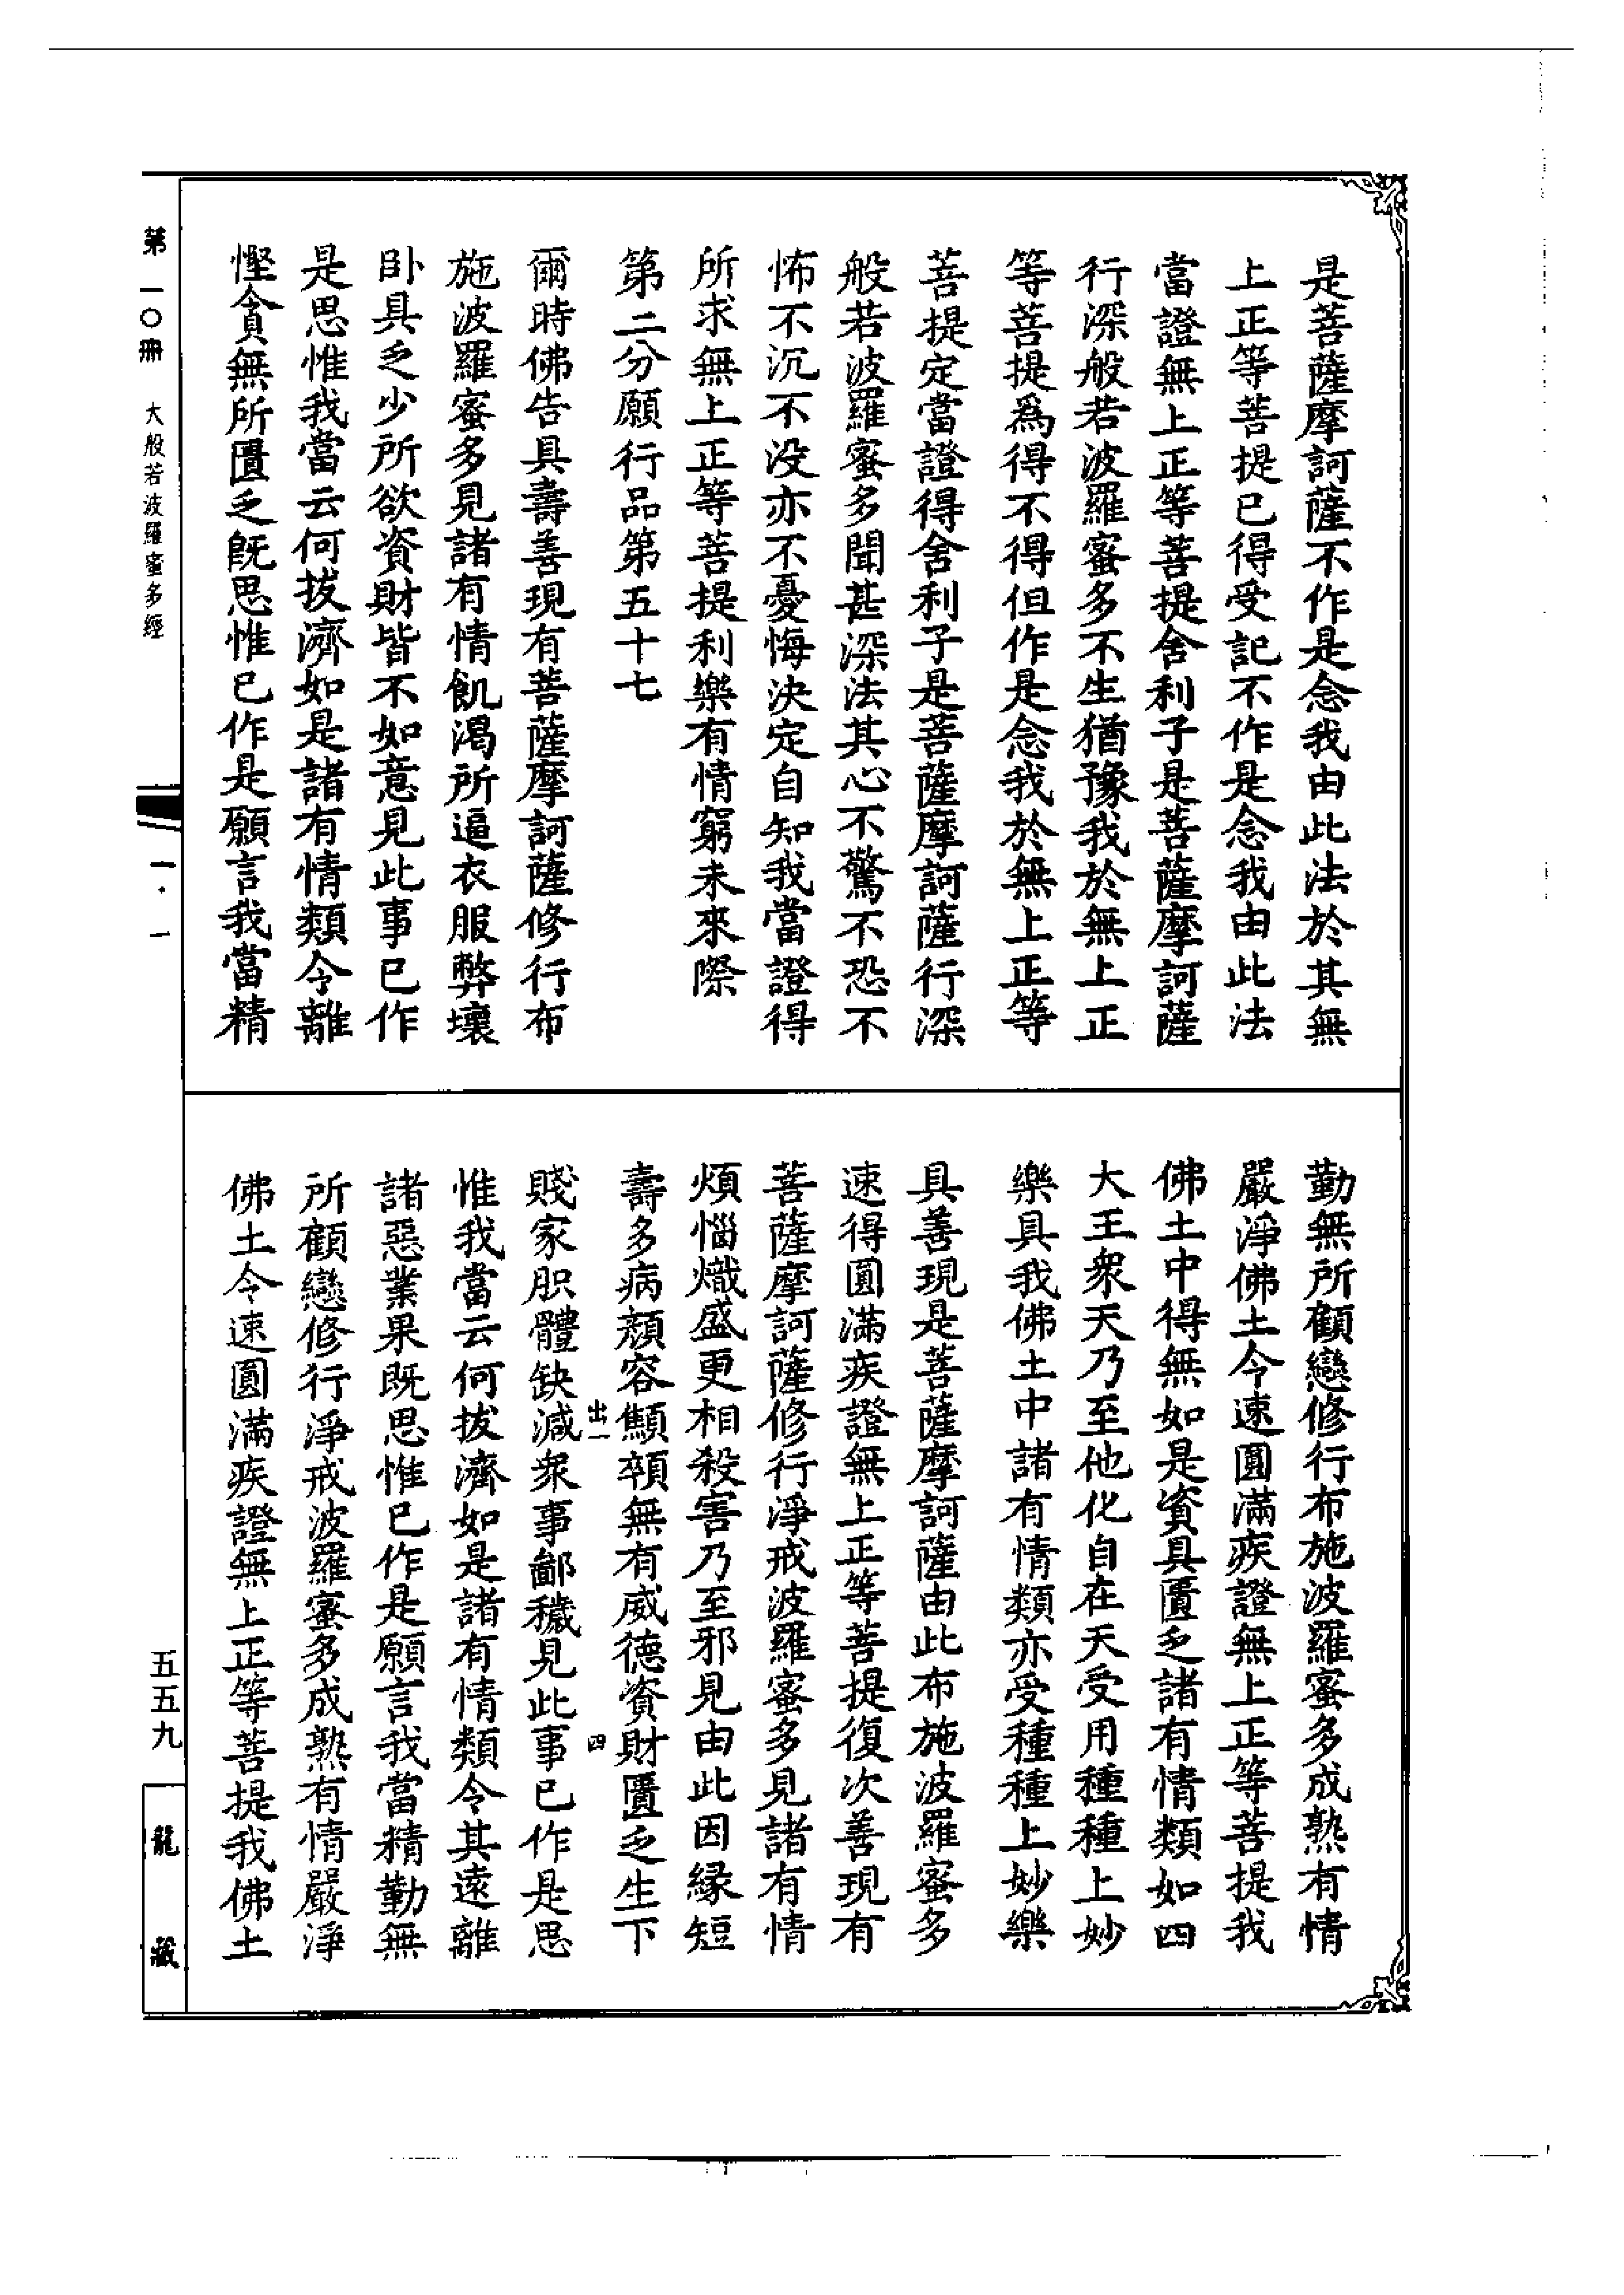 是菩薩摩訶薩不作是念我由此法於其無
上正等菩提已得受記不作是念我由此法
當證無上正等菩提舍利子是菩薩摩訶薩
行深般若波羅蜜多不生猶豫我於無上正
等菩提爲得不得但作是念我於無上正等
菩提定當證得舍利子是菩薩摩訶薩行深
般若波羅蜜多聞甚深法其心不驚不恐不
怖不沉不没亦不憂悔決定自知我當證得
所求無上正等菩提利樂有情窮未來際
第二分願行品第五十七
爾時佛告具壽善現有菩薩摩訶薩修行布
施波羅蜜多見諸有情飢渴所逼衣服弊壞
卧具乏少所欲資財皆不如意見此事已作
是思惟我當云何拔濟如是諸有情類令離
慳貪無所匱乏旣思惟已作是願言我當精
勤無所顧戀修行布施波羅蜜多成熟有情
嚴淨佛土令速圓滿疾證無上正等菩提我
佛土中得無如是資具匱乏諸有情類如四
大王衆天乃至他化自在天受用種種上妙
樂具我佛土中諸有情類亦受種種上妙樂
具善現是菩薩摩訶薩由此布施波羅蜜多
速得圓滿疾證無上正等菩提復次善現有
菩薩摩訶薩修行淨戒波羅蜜多見諸有情
煩惱熾盛更相殺害乃至邪見由此因緣短
壽多病顏容顦顇無有威德資財匱乏生下
出一 四
賤家胑體缺減衆事鄙穢見此事已作是思
惟我當云何拔濟如是諸有情類令其遠離
諸惡業果既思惟已作是願言我當精勤無
所顧戀修行淨戒波羅蜜多成熟有情嚴淨
佛土令速圓滿疾證無上正等菩提我佛土
第一〇册 大般若波羅蜜多經
一·一
五五九
龍藏